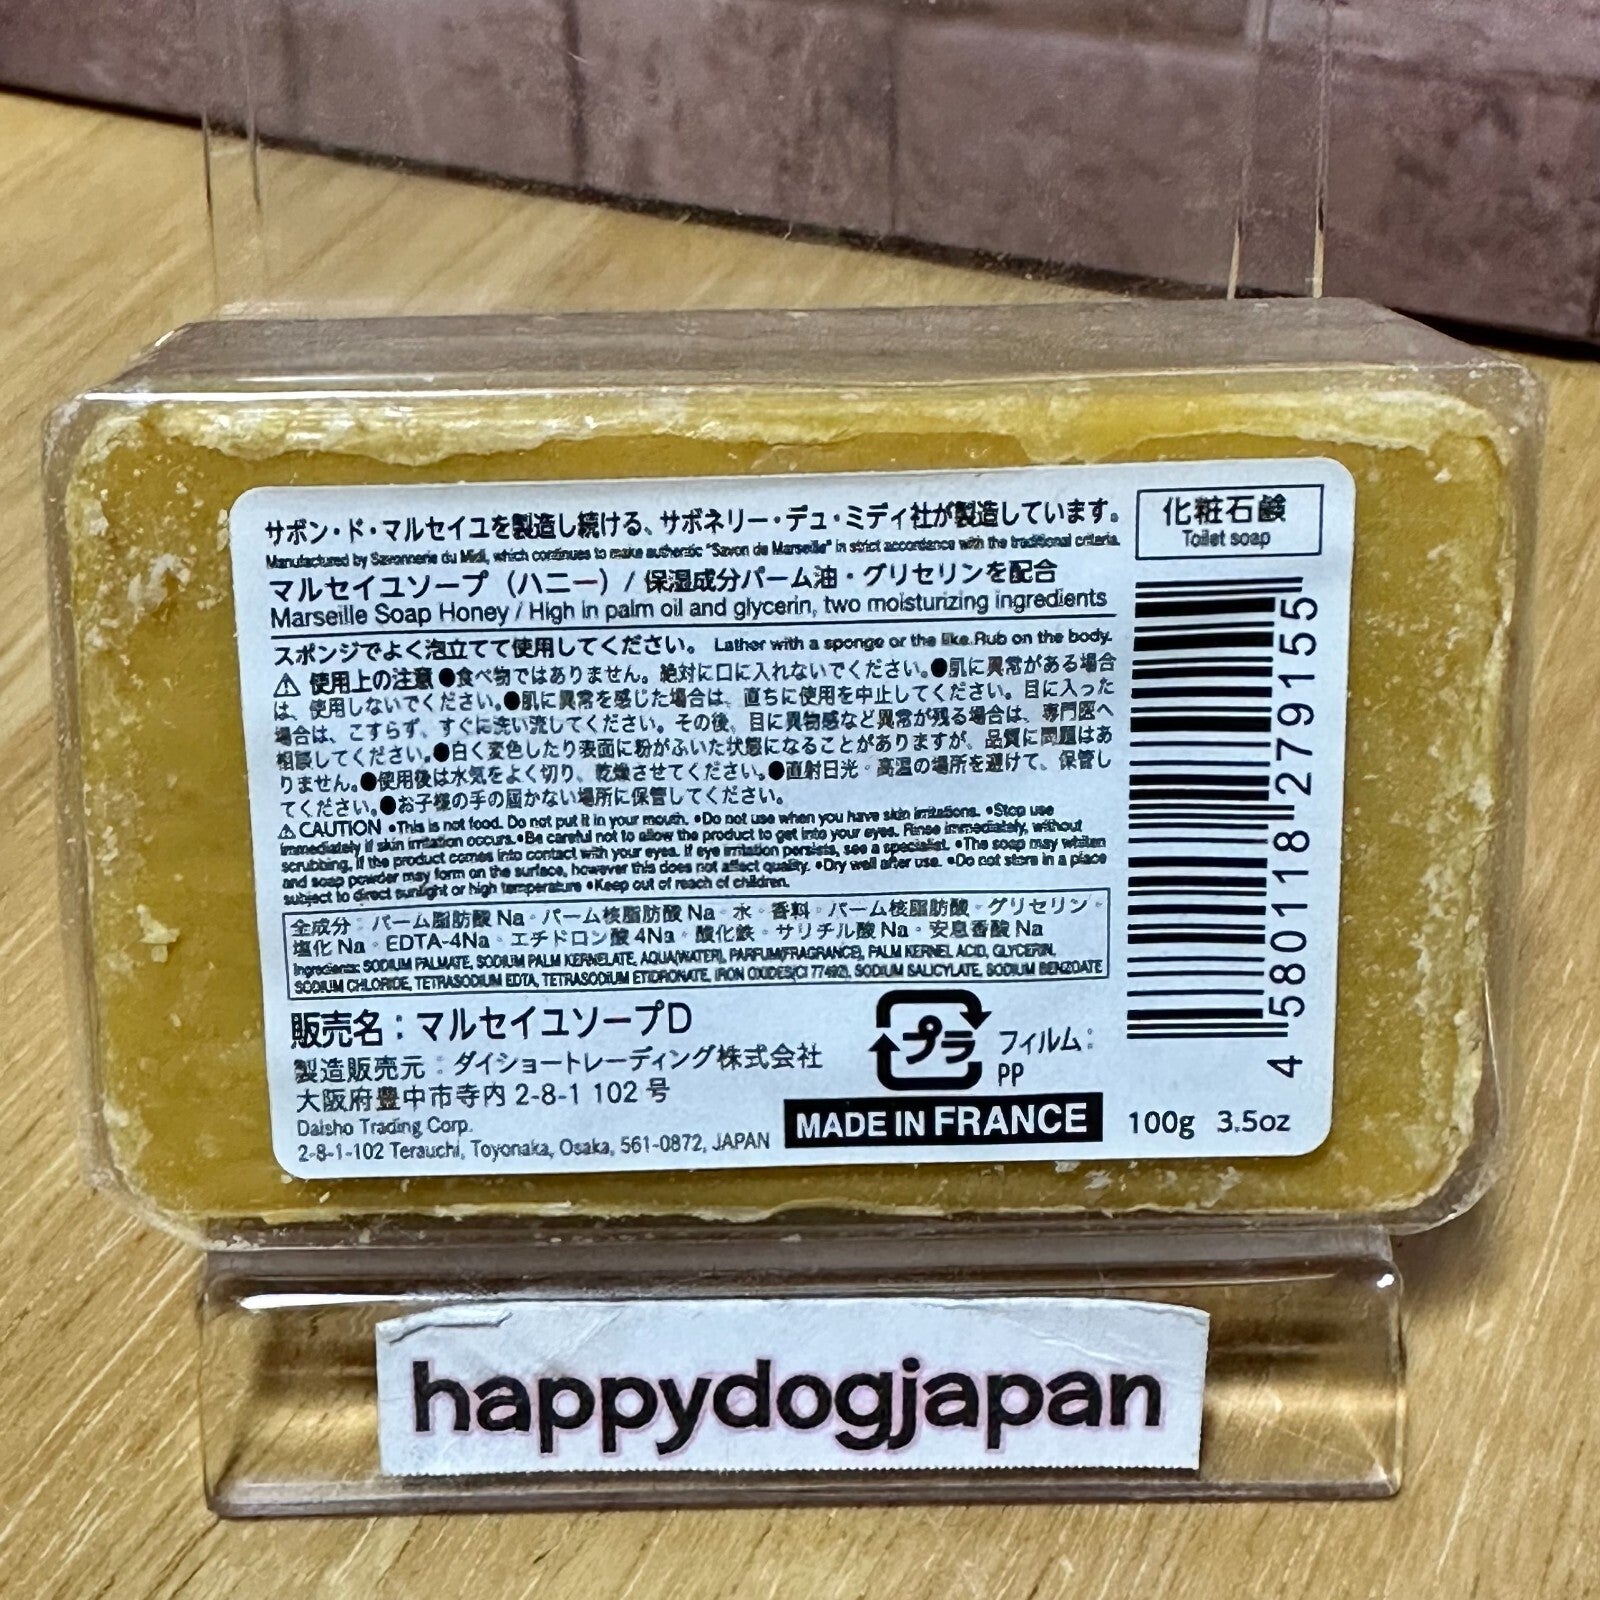 サボン・ド・マルセイユを製造し続ける、サボネリー・デュ・ミディ社が製造しています。
Manufactured by Savonnerie du Midi, which continues to make authentic "Savon de Marseille" in strict accordance with the traditional criteria.
化粧石鹸
Toilet soap
マルセイユソープ（ハニー）/ 保湿成分パーム油・グリセリンを配合
Marseille Soap Honey / High in palm oil and glycerin, two moisturizing ingredients
スポンジでよく泡立てて使用してください。 Lather with a sponge or the like. Rub on the body.
⚠ 使用上の注意 ●食べ物ではありません。絶対に口に入れないでください。●肌に異常がある場合
は、使用しないでください。●肌に異常を感じた場合は、直ちに使用を中止してください。目に入った
場合は、こすらず、すぐに洗い流してください。その後、目に異物感など異常が残る場合は、専門医へ
相談してください。●白く変色したり表面に粉がふいた状態になることがありますが、品質に問題はあ
りません。●使用後は水気をよく切り、乾燥させてください。●直射日光・高温の場所を避けて、保管し
てください。●お子様の手の届かない場所に保管してください。
⚠ CAUTION •This is not food. Do not put it in your mouth. •Do not use when you have skin irritations. •Stop use
immediately if skin irritation occurs. •Be careful not to allow the product to get into your eyes. Rinse immediately, without
scrubbing, if the product comes into contact with your eyes. If eye irritation persists, see a specialist. •The soap may whiten
and soap powder may form on the surface, however this does not affect quality. •Dry well after use. •Do not store in a place
subject to direct sunlight or high temperature •Keep out of reach of children.
全成分：パーム脂肪酸 Na・パーム核脂肪酸 Na・水・香料・パーム核脂肪酸・グリセリン・
塩化 Na・EDTA-4Na・エチドロン酸 4Na・酸化鉄・サリチル酸 Na・安息香酸 Na
Ingredients: SODIUM PALMATE, SODIUM PALM KERNELATE, AQUA(WATER), PARFUM(FRAGRANCE), PALM KERNEL ACID, GLYCERIN,
SODIUM CHLORIDE, TETRASODIUM EDTA, TETRASODIUM ETIDRONATE, IRON OXIDES(CI 77492), SODIUM SALICYLATE, SODIUM BENZOATE
販売名：マルセイユソープD
製造販売元：ダイショートレーディング株式会社
大阪府豊中市寺内 2-8-1 102 号
Daisho Trading Corp.
2-8-1-102 Terauchi, Toyonaka, Osaka, 561-0872, JAPAN
プラ
フィルム：
PP
MADE IN FRANCE
100g 3.5oz
4 580118 279155
happydogjapan